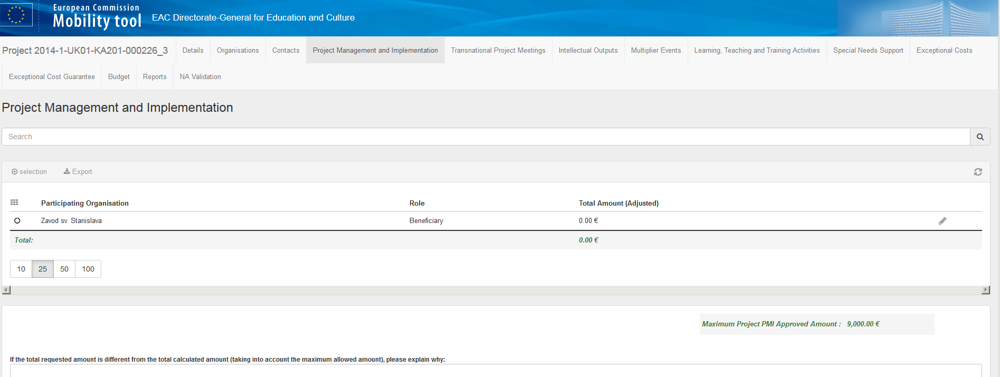 European Commission
Mobility tool
EAC Directorate-General for Education and Culture
Project 2014-1-UK01-KA201-000226_3 Details Organisations Contacts Project Management and Implementation Transnational Project Meetings Intellectual Outputs Multiplier Events Learning, Teaching and Training Activities Special Needs Support Exceptional Costs
Exceptional Cost Guarantee Budget Reports NA Validation
Project Management and Implementation
Search
selection Export
Participating Organisation Role Total Amount (Adjusted)
Zavod sv. Stanislava Beneficiary 0.00 €
Total: 0.00 €
10 25 50 100
Maximum Project PMI Approved Amount : 9,000.00 €
If the total requested amount is different from the total calculated amount (taking into account the maximum allowed amount), please explain why: